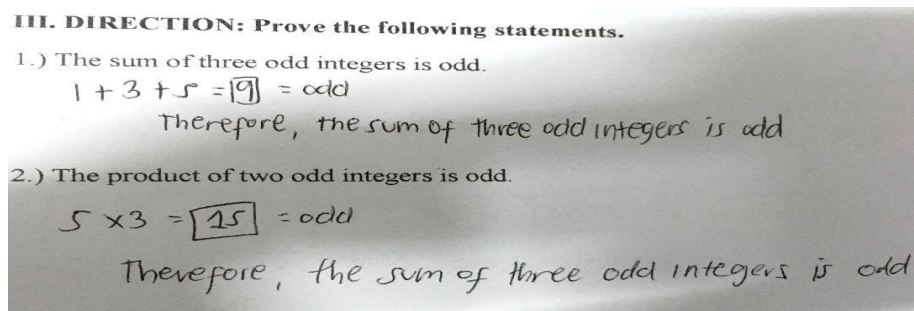 III. DIRECTION: Prove the following statements.
1.) The sum of three odd integers is odd.
1 + 3 + 5 = 9 = odd
Therefore, the sum of three odd integers is odd
2.) The product of two odd integers is odd.
5 x 3 = 15 = odd
Therefore, the sum of three odd integers is odd